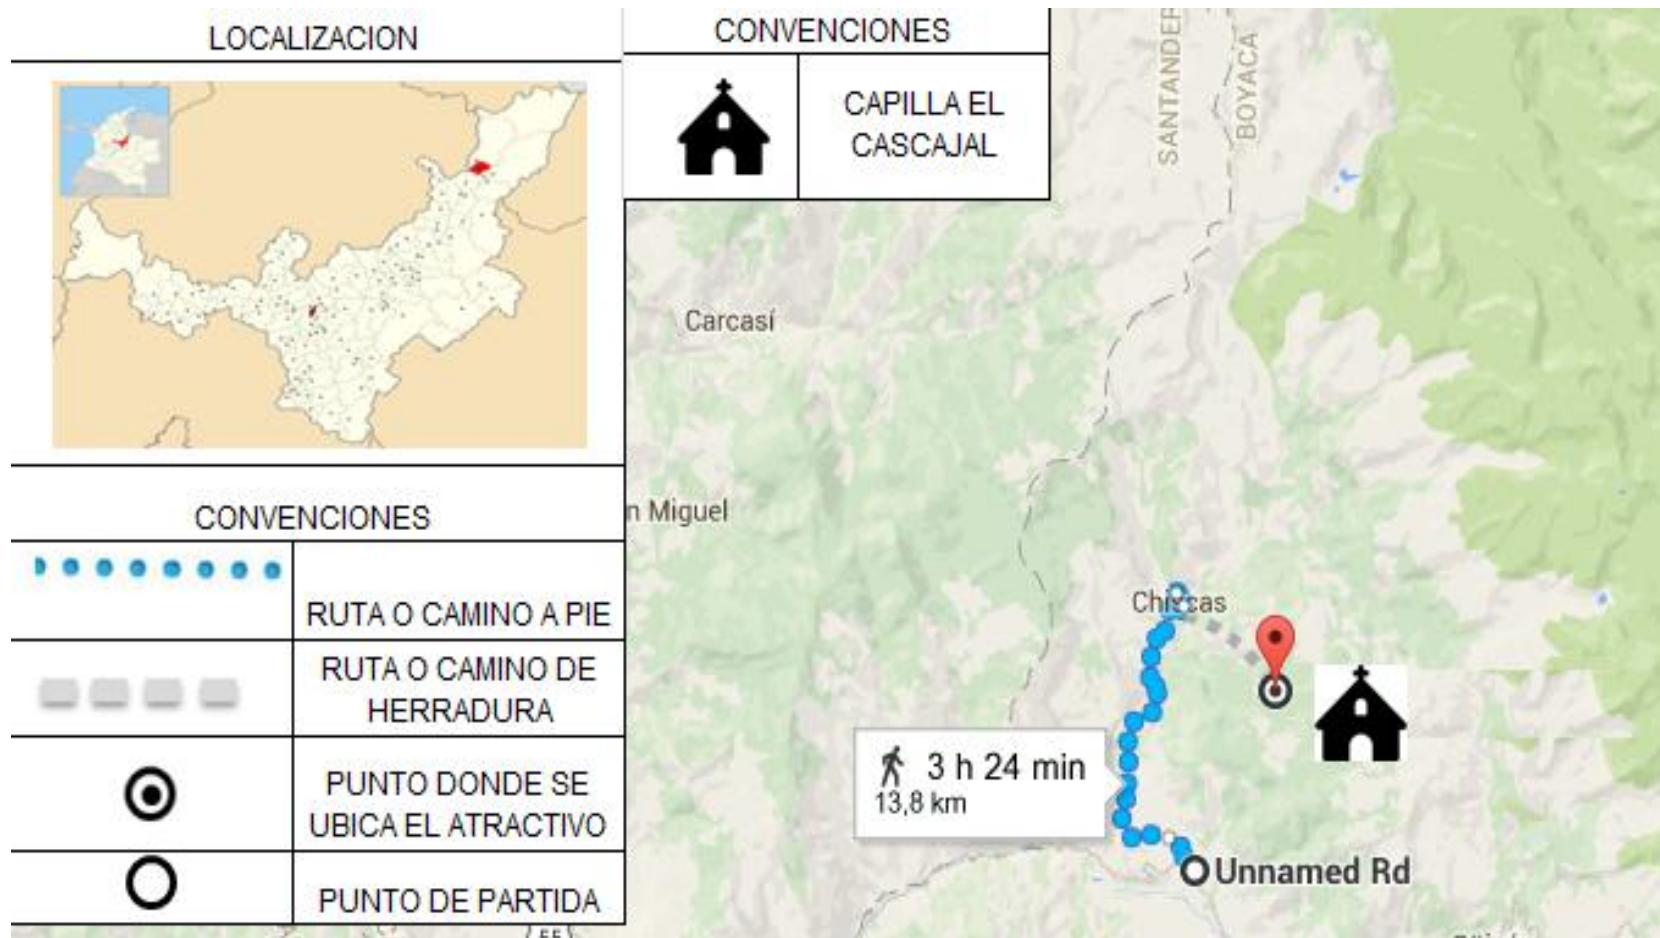 LOCALIZACION
CONVENCIONES
CAPILLA EL
CASCAJAL
SANTANDER
BOYACA
Carcasí
n Miguel
CONVENCIONES
RUTA O CAMINO A PIE
RUTA O CAMINO DE
HERRADURA
PUNTO DONDE SE
UBICA EL ATRACTIVO
PUNTO DE PARTIDA
Chiscas
3 h 24 min
13,8 km
Unnamed Rd
55